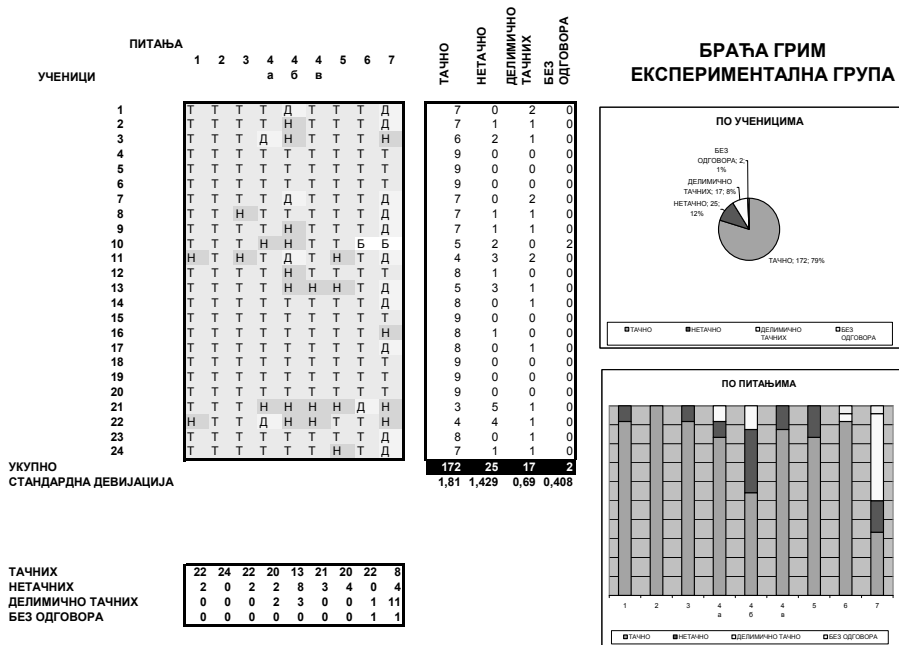 БРАЋА ГРИМ
ЕКСПЕРИМЕНТАЛНА ГРУПА
ПИТАЊА
1 2 3 4 4 4 5 6 7
а б в
УЧЕНИЦИ
ТАЧНО
НЕТАЧНО
ДЕЛИМИЧНО
ТАЧНИХ
БЕЗ
ОДГОВОРА
1 Т Т Т Т Д Т Т Т Д 7 0 2 0
2 Т Т Т Т Н Т Т Т Д 7 1 1 0
3 Т Т Т Д Н Т Т Т Н 6 2 1 0
4 Т Т Т Т Т Т Т Т Т 9 0 0 0
5 Т Т Т Т Т Т Т Т Т 9 0 0 0
6 Т Т Т Т Т Т Т Т Т 9 0 0 0
7 Т Т Т Т Д Т Т Т Д 7 0 2 0
8 Т Т Н Т Т Т Т Т Д 7 1 1 0
9 Т Т Т Т Н Т Т Т Д 7 1 1 0
10 Т Т Т Н Н Т Т Б Б 5 2 0 2
11 Н Т Н Т Д Т Н Т Д 4 3 2 0
12 Т Т Т Т Н Т Т Т Т 8 1 0 0
13 Т Т Т Т Н Н Н Т Д 5 3 1 0
14 Т Т Т Т Т Т Т Т Д 8 0 1 0
15 Т Т Т Т Т Т Т Т Т 9 0 0 0
16 Т Т Т Т Т Т Т Т Н 8 1 0 0
17 Т Т Т Т Т Т Т Т Д 8 0 1 0
18 Т Т Т Т Т Т Т Т Т 9 0 0 0
19 Т Т Т Т Т Т Т Т Т 9 0 0 0
20 Т Т Т Т Т Т Т Т Т 9 0 0 0
21 Т Т Т Н Н Н Н Д Н 3 5 1 0
22 Н Т Т Д Н Н Т Т Н 4 4 1 0
23 Т Т Т Т Т Т Т Т Д 8 0 1 0
24 Т Т Т Т Т Т Н Т Д 7 1 1 0
УКУПНО 172 25 17 2
СТАНДАРДНА ДЕВИЈАЦИЈА 1,81 1,429 0,69 0,408
ТАЧНИХ 22 24 22 20 13 21 20 22 8
НЕТАЧНИХ 2 0 2 2 8 3 4 0 4
ДЕЛИМИЧНО ТАЧНИХ 0 0 0 2 3 0 0 1 11
БЕЗ ОДГОВОРА 0 0 0 0 0 0 0 1 1
ПО УЧЕНИЦИМА
БЕЗ
ОДГОВОРА; 2;
1%
ДЕЛИМИЧНО
ТАЧНИХ; 17; 8%
НЕТАЧНО; 25;
12%
ТАЧНО; 172; 79%
ТАЧНО НЕТАЧНО ДЕЛИМИЧНО ТАЧНИХ БЕЗ ОДГОВОРА
ПО ПИТАЊИМА
1 2 3 4 4 4 5 6 7
а б в
ТАЧНО НЕТАЧНО ДЕЛИМИЧНО ТАЧНО БЕЗ ОДГОВОРА